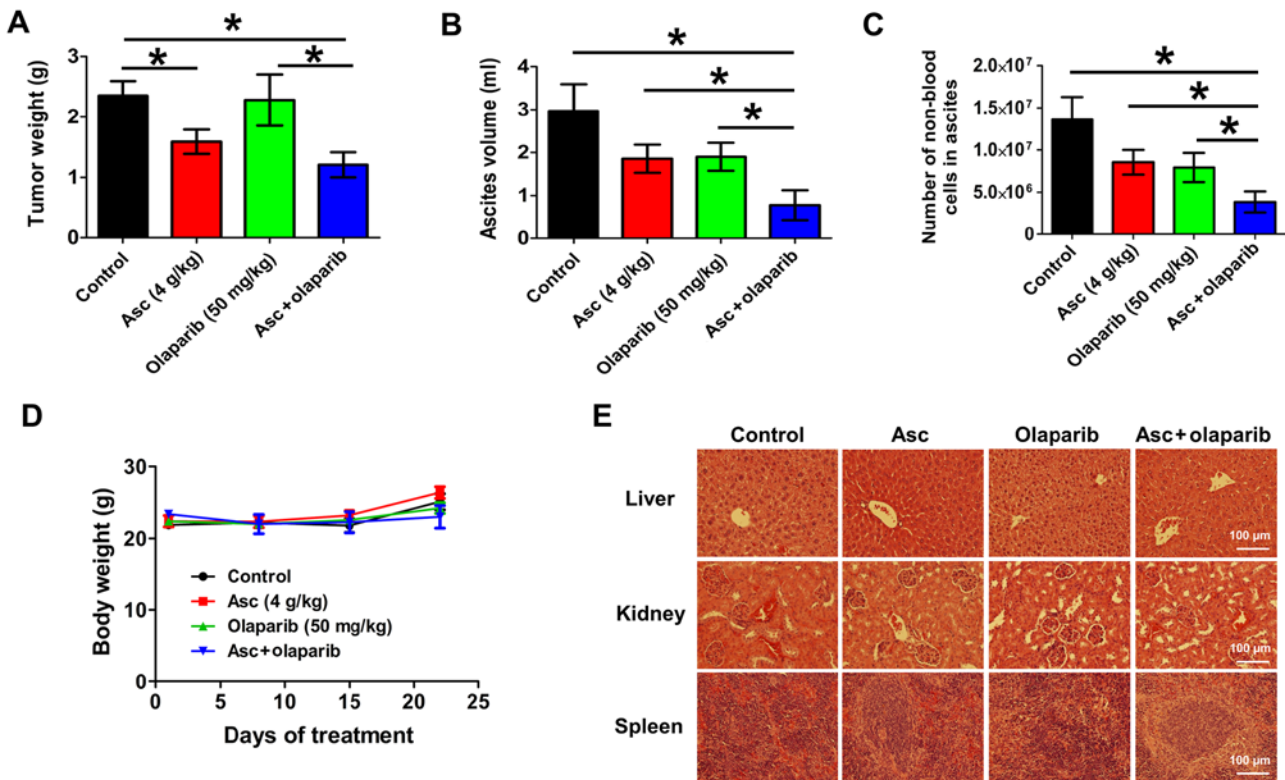 A
Tumor weight (g)
3
2
1
0
*
*
*
Control
Asc (4 g/kg)
Olaparib (50 mg/kg)
Asc+olaparib
B
Ascites volume (ml)
4
3
2
1
0
*
*
*
Control
Asc (4 g/kg)
Olaparib (50 mg/kg)
Asc+olaparib
C
Number of non-blood
cells in ascites
2.0×10⁷
1.5×10⁷
1.0×10⁷
5.0×10⁶
0
*
*
*
Control
Asc (4 g/kg)
Olaparib (50 mg/kg)
Asc+olaparib
D
Body weight (g)
30
20
10
0
Control
Asc (4 g/kg)
Olaparib (50 mg/kg)
Asc+olaparib
0 5 10 15 20 25
Days of treatment
E
Control Asc Olaparib Asc+olaparib
Liver
100 μm
Kidney
100 μm
Spleen
100 μm